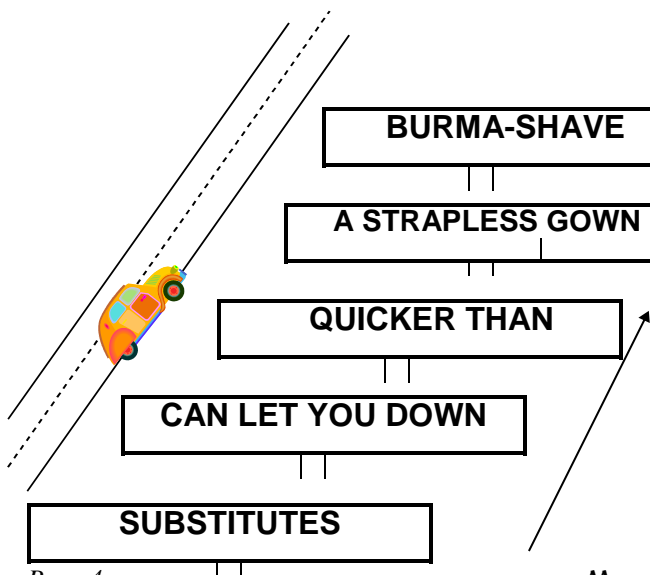 BURMA-SHAVE
A STRAPLESS GOWN
QUICKER THAN
CAN LET YOU DOWN
SUBSTITUTES